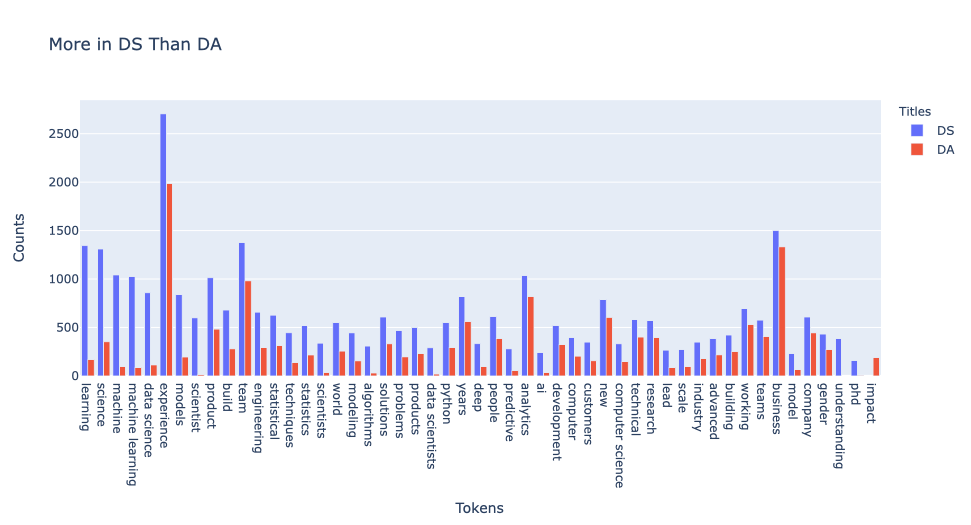 More in DS Than DA
Titles
DS
DA
Counts
2500
2000
1500
1000
500
0
learning
science
machine
machine learning
data science
experience
models
scientist
product
build
team
engineering
statistical
techniques
statistics
scientists
world
modeling
algorithms
solutions
problems
products
data scientists
python
years
deep
people
predictive
analytics
ai
development
computer
customers
new
computer science
technical
research
lead
scale
industry
advanced
building
working
teams
business
model
company
gender
understanding
phd
impact
Tokens